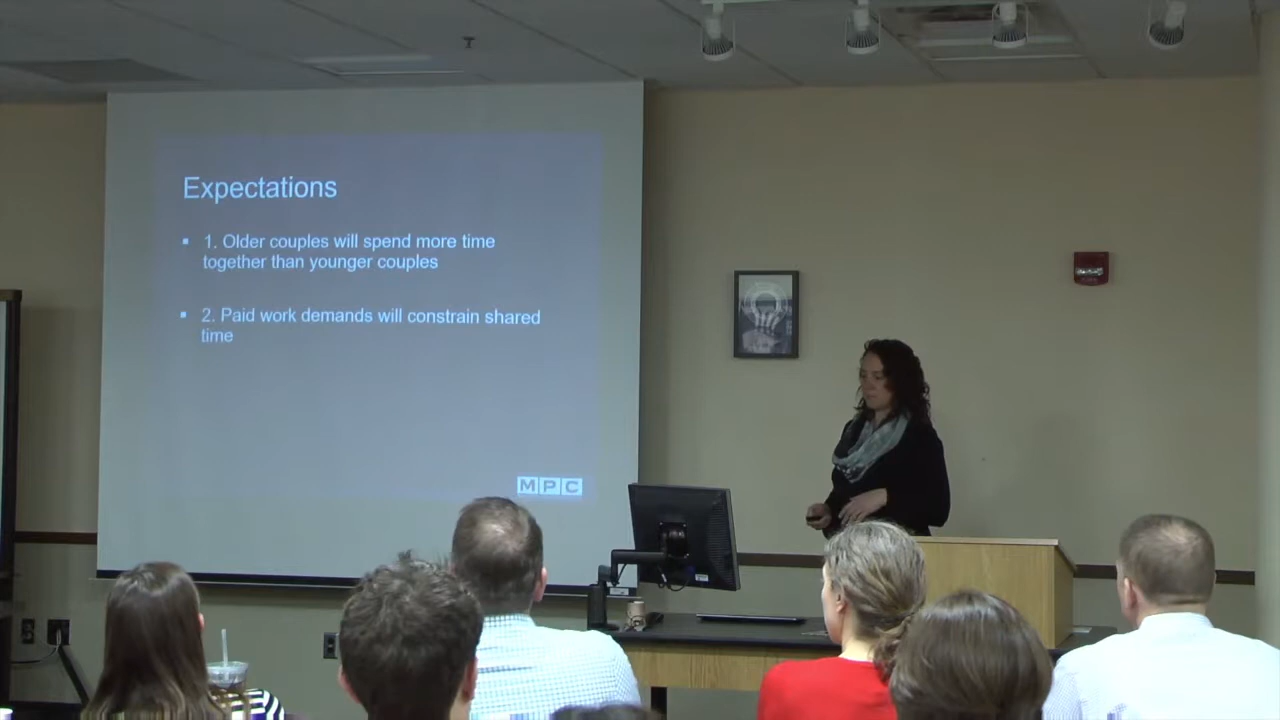 Expectations
▪ 1. Older couples will spend more time
together than younger couples
▪ 2. Paid work demands will constrain shared
time
MPC